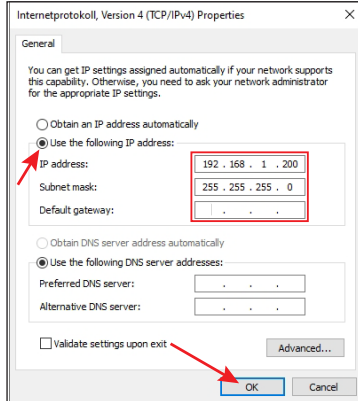 Internetprotokoll, Version 4 (TCP/IPv4) Properties
General
You can get IP settings assigned automatically if your network supports
this capability. Otherwise, you need to ask your network administrator
for the appropriate IP settings.
Obtain an IP address automatically
Use the following IP address:
IP address: 192 . 168 . 1 . 200
Subnet mask: 255 . 255 . 255 . 0
Default gateway: . . .
Obtain DNS server address automatically
Use the following DNS server addresses:
Preferred DNS server: . . .
Alternative DNS server: . . .
Validate settings upon exit
Advanced...
OK Cancel